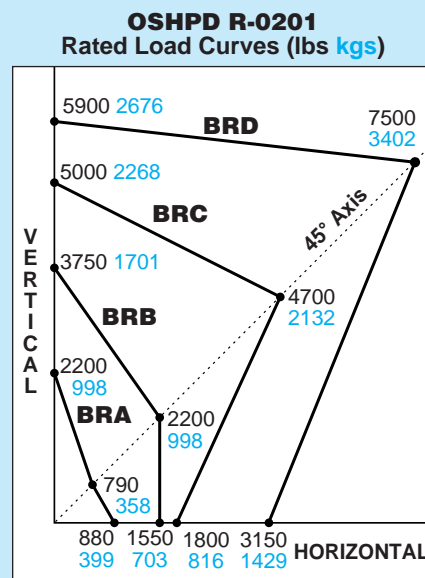 OSHPD R-0201
Rated Load Curves (lbs kgs)
5900 2676
BRD
7500
3402
5000 2268
BRC
45° Axis
VERTICAL
3750 1701
4700
2132
BRB
2200
998
BRA
2200
998
790
358
880
399
1550
703
1800
816
3150
1429
HORIZONTAL